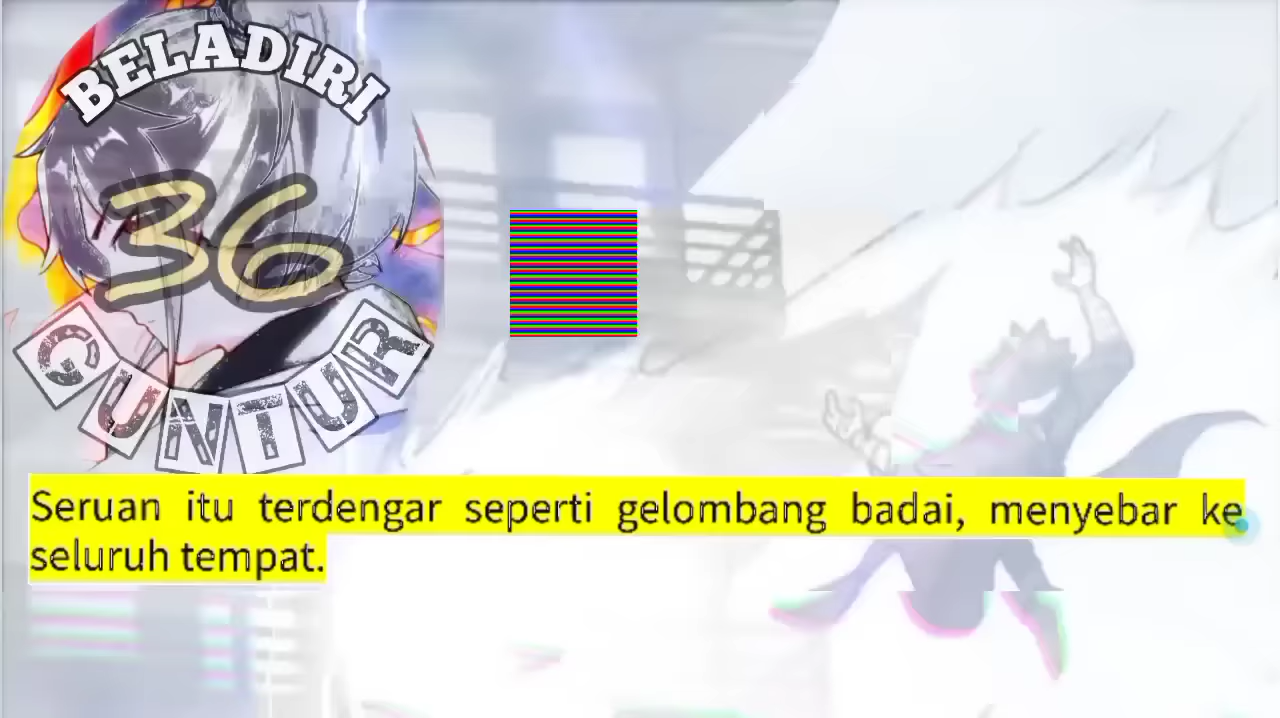 BELADIRI
36
GUNTUR
Seruan itu terdengar seperti gelombang badai, menyebar ke
seluruh tempat.